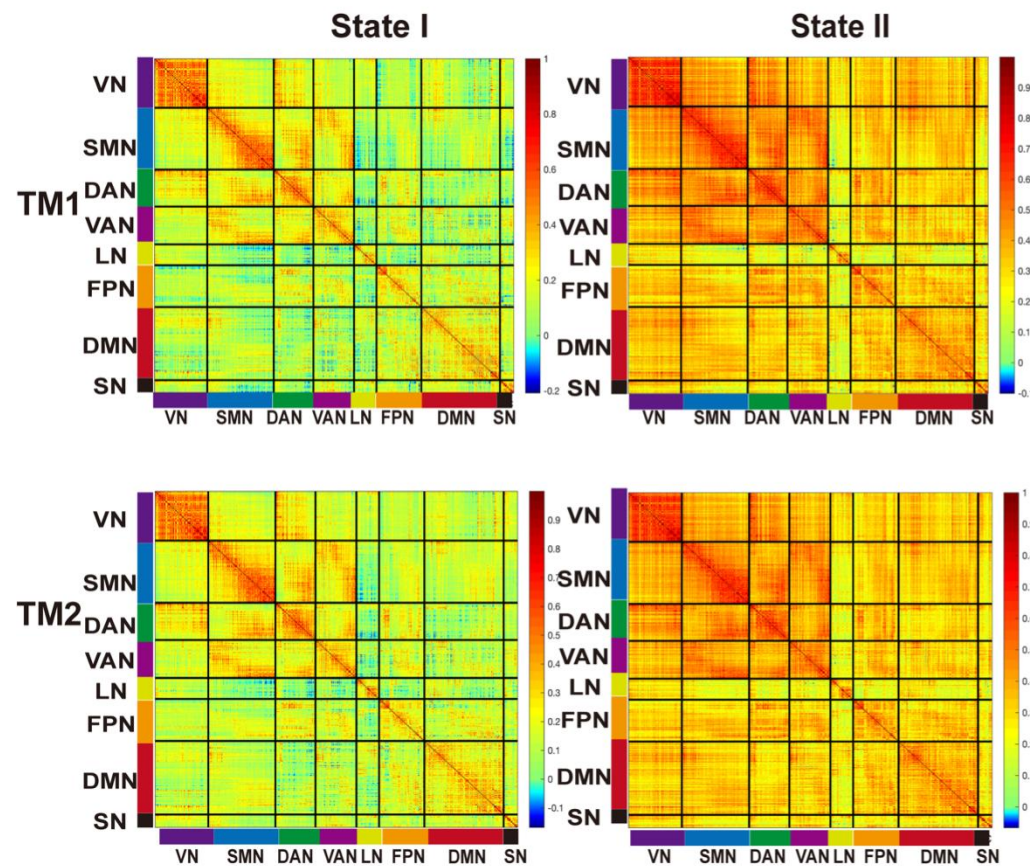 State I
State II
TM1
VN
SMN
DAN
VAN
LN
FPN
DMN
SN
VN SMN DAN VAN LN FPN DMN SN
1
0.8
0.6
0.4
0.2
0
-0.2
VN
SMN
DAN
VAN
LN
FPN
DMN
SN
VN SMN DAN VAN LN FPN DMN SN
0.9
0.8
0.7
0.6
0.5
0.4
0.3
0.2
0.1
0
TM2
VN
SMN
DAN
VAN
LN
FPN
DMN
SN
VN SMN DAN VAN LN FPN DMN SN
0.9
0.8
0.7
0.6
0.5
0.4
0.3
0.2
0.1
0
-0.1
VN
SMN
DAN
VAN
LN
FPN
DMN
SN
VN SMN DAN VAN LN FPN DMN SN
1